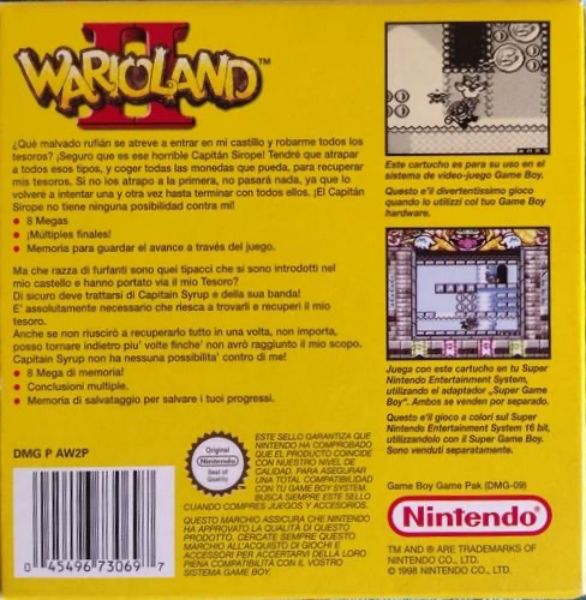 II
WARIOLAND™
¿Qué malvado rufián se atreve a entrar en mi castillo y robarme todos los
tesoros? ¡Seguro que es ese horrible Capitán Sirope! Tendré que atrapar
a todos esos tipos, y coger todas las monedas que pueda, para recuperar
mis tesoros. Si no los atrapo a la primera, no pasará nada, ya que lo
volveré a intentar una y otra vez hasta terminar con todos ellos. ¡El Capitán
Sirope no tiene ninguna posibilidad contra mí!
• 8 Megas
• ¡Múltiples finales!
• Memoria para guardar el avance a través del juego.
Ma che razza di furfanti sono quei tipacci che si sono introdotti nel
mio castello e hanno portato via il mio Tesoro?
Di sicuro deve trattarsi di Capitain Syrup e della sua banda!
E' assolutamente necessario che riesca a trovarli e recuperi il mio
tesoro.
Anche se non riuscirò a recuperarlo tutto in una volta, non importa,
posso tornare indietro piu' volte finche' non avrò raggiunto il mio scopo.
Capitain Syrup non ha nessuna possibilita' contro di me!
• 8 Mega di memoria!
• Conclusioni multiple.
• Memoria di salvataggio per salvare i tuoi progressi.
Este cartucho es para su uso en el
sistema de video-juego Game Boy.
Questo e'il divertentissimo gioco
quando lo utilizzi col tuo Game Boy
hardware.
Juega con este cartucho en tu Super
Nintendo Entertainment System,
utilizando el adaptador „Super Game
Boy". Ambos se venden por separado.
Questo e'il gioco a colori sul Super
Nintendo Entertainment System 16 bit,
utilizzandolo con il Super Game Boy.
Sono venduti separatamente.
DMG P AW2P
0 45496 73069 7
Original
Nintendo
Seal of
Quality
ESTE SELLO GARANTIZA QUE
NINTENDO HA COMPROBADO
QUE EL PRODUCTO COINCIDE
CON NUESTRO NIVEL DE
CALIDAD. PARA ASEGURAR
UNA TOTAL COMPATIBILIDAD
CON TU GAME BOY SYSTEM,
BUSCA SIEMPRE ESTE SELLO
CUANDO COMPRES JUEGOS Y ACCESORIOS.
QUESTO MARCHIO ASSICURA CHE NINTENDO
HA APPROVATO LA QUALITÀ DI QUESTO
PRODOTTO. CERCATE SEMPRE QUESTO
MARCHIO ALL'ACQUISTO DI GIOCHI E
ACCESSORI PER ACCERTARVI DELLA LORO
PIENA COMPATIBILITÀ CON IL VOSTRO
SISTEMA GAME BOY.
Game Boy Game Pak (DMG-09)
Nintendo®
TM AND ® ARE TRADEMARKS OF
NINTENDO CO., LTD.
© 1998 NINTENDO CO., LTD.